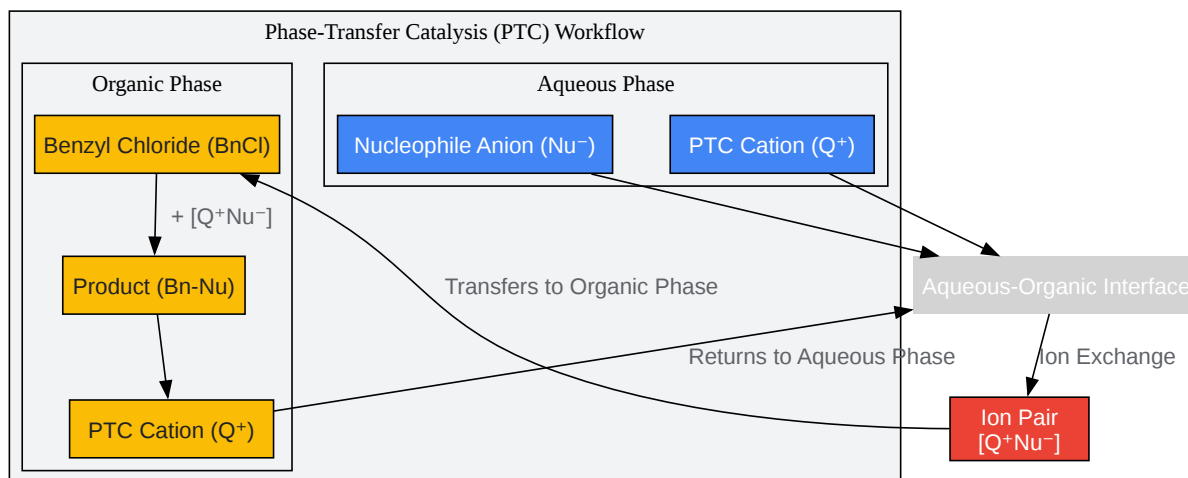 Phase-Transfer Catalysis (PTC) Workflow
Organic Phase
Aqueous Phase
Benzyl Chloride (BnCl)
Nucleophile Anion (Nu⁻)
PTC Cation (Q⁺)
+ [Q⁺Nu⁻]
Product (Bn-Nu)
Transfers to Organic Phase
Aqueous-Organic Interface
Returns to Aqueous Phase
Ion Exchange
PTC Cation (Q⁺)
Ion Pair
[Q⁺Nu⁻]